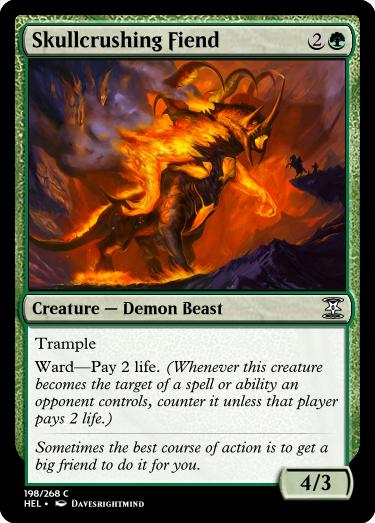 Skullcrushing Fiend 2
Creature — Demon Beast
Trample
Ward—Pay 2 life. (Whenever this creature
becomes the target of a spell or ability an
opponent controls, counter it unless that player
pays 2 life.)
Sometimes the best course of action is to get a
big friend to do it for you.
4/3
198/268 C
HEL • Davesrightmind